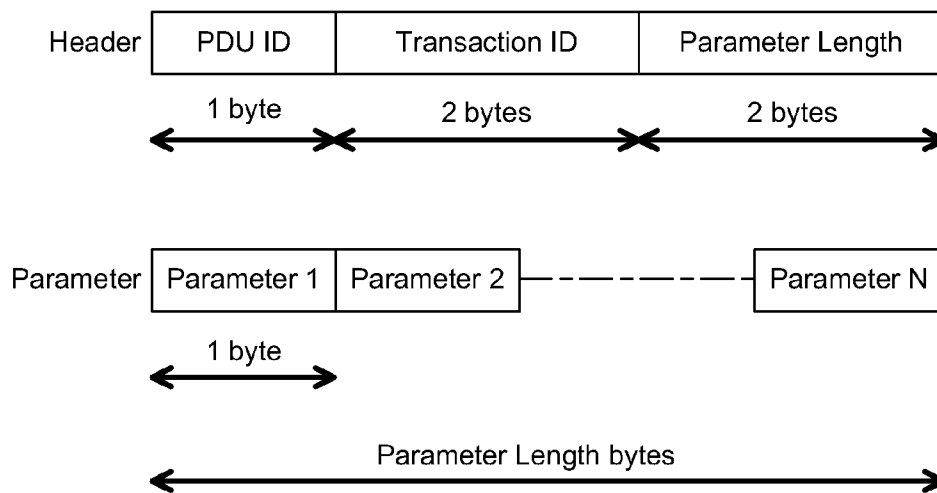 Header PDU ID Transaction ID Parameter Length
1 byte 2 bytes 2 bytes
Parameter Parameter 1 Parameter 2 Parameter N
1 byte
Parameter Length bytes